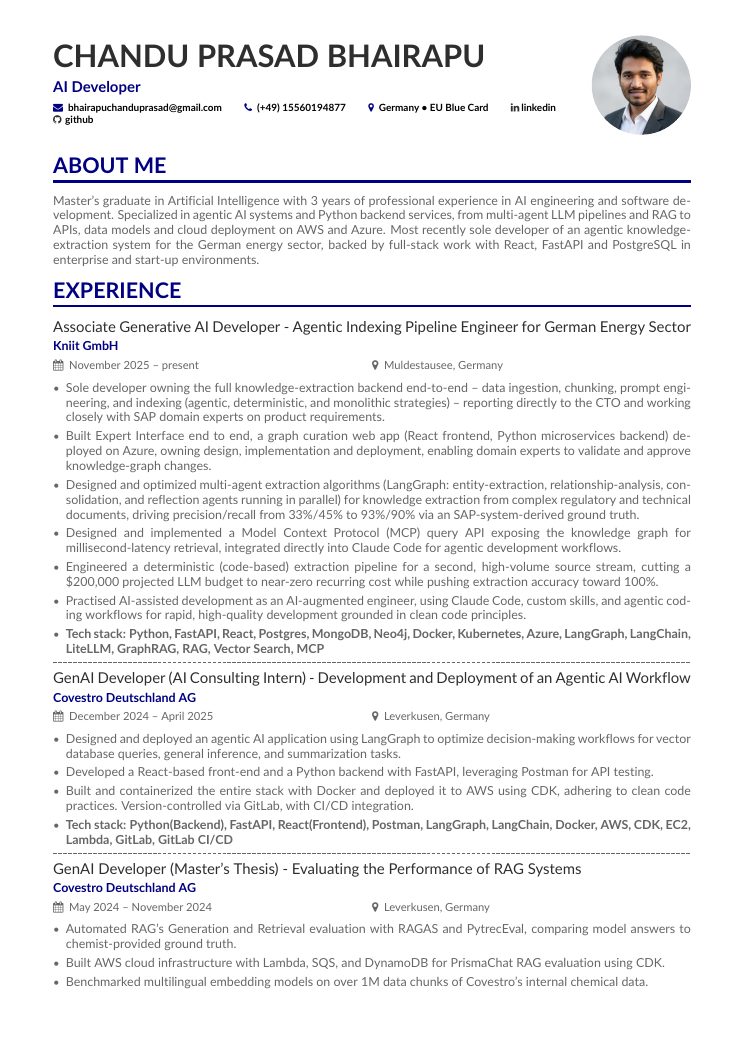 CHANDU PRASAD BHAIRAPU
AI Developer
bhairapuchanduprasad@gmail.com (+49) 15560194877 Germany • EU Blue Card in linkedin
github
ABOUT ME
Master's graduate in Artificial Intelligence with 3 years of professional experience in AI engineering and software de-
velopment. Specialized in agentic AI systems and Python backend services, from multi-agent LLM pipelines and RAG to
APIs, data models and cloud deployment on AWS and Azure. Most recently sole developer of an agentic knowledge-
extraction system for the German energy sector, backed by full-stack work with React, FastAPI and PostgreSQL in
enterprise and start-up environments.
EXPERIENCE
Associate Generative AI Developer - Agentic Indexing Pipeline Engineer for German Energy Sector
Kniit GmbH
November 2025 – present Muldestausee, Germany
• Sole developer owning the full knowledge-extraction backend end-to-end – data ingestion, chunking, prompt engi-
neering, and indexing (agentic, deterministic, and monolithic strategies) – reporting directly to the CTO and working
closely with SAP domain experts on product requirements.
• Built Expert Interface end to end, a graph curation web app (React frontend, Python microservices backend) de-
ployed on Azure, owning design, implementation and deployment, enabling domain experts to validate and approve
knowledge-graph changes.
• Designed and optimized multi-agent extraction algorithms (LangGraph: entity-extraction, relationship-analysis, con-
solidation, and reflection agents running in parallel) for knowledge extraction from complex regulatory and technical
documents, driving precision/recall from 33%/45% to 93%/90% via an SAP-system-derived ground truth.
• Designed and implemented a Model Context Protocol (MCP) query API exposing the knowledge graph for
millisecond-latency retrieval, integrated directly into Claude Code for agentic development workflows.
• Engineered a deterministic (code-based) extraction pipeline for a second, high-volume source stream, cutting a
$200,000 projected LLM budget to near-zero recurring cost while pushing extraction accuracy toward 100%.
• Practised AI-assisted development as an AI-augmented engineer, using Claude Code, custom skills, and agentic cod-
ing workflows for rapid, high-quality development grounded in clean code principles.
• Tech stack: Python, FastAPI, React, Postgres, MongoDB, Neo4j, Docker, Kubernetes, Azure, LangGraph, LangChain,
LiteLLM, GraphRAG, RAG, Vector Search, MCP
GenAI Developer (AI Consulting Intern) - Development and Deployment of an Agentic AI Workflow
Covestro Deutschland AG
December 2024 – April 2025 Leverkusen, Germany
• Designed and deployed an agentic AI application using LangGraph to optimize decision-making workflows for vector
database queries, general inference, and summarization tasks.
• Developed a React-based front-end and a Python backend with FastAPI, leveraging Postman for API testing.
• Built and containerized the entire stack with Docker and deployed it to AWS using CDK, adhering to clean code
practices. Version-controlled via GitLab, with CI/CD integration.
• Tech stack: Python(Backend), FastAPI, React(Frontend), Postman, LangGraph, LangChain, Docker, AWS, CDK, EC2,
Lambda, GitLab, GitLab CI/CD
GenAI Developer (Master's Thesis) - Evaluating the Performance of RAG Systems
Covestro Deutschland AG
May 2024 – November 2024 Leverkusen, Germany
• Automated RAG's Generation and Retrieval evaluation with RAGAS and PytrecEval, comparing model answers to
chemist-provided ground truth.
• Built AWS cloud infrastructure with Lambda, SQS, and DynamoDB for PrismaChat RAG evaluation using CDK.
• Benchmarked multilingual embedding models on over 1M data chunks of Covestro's internal chemical data.